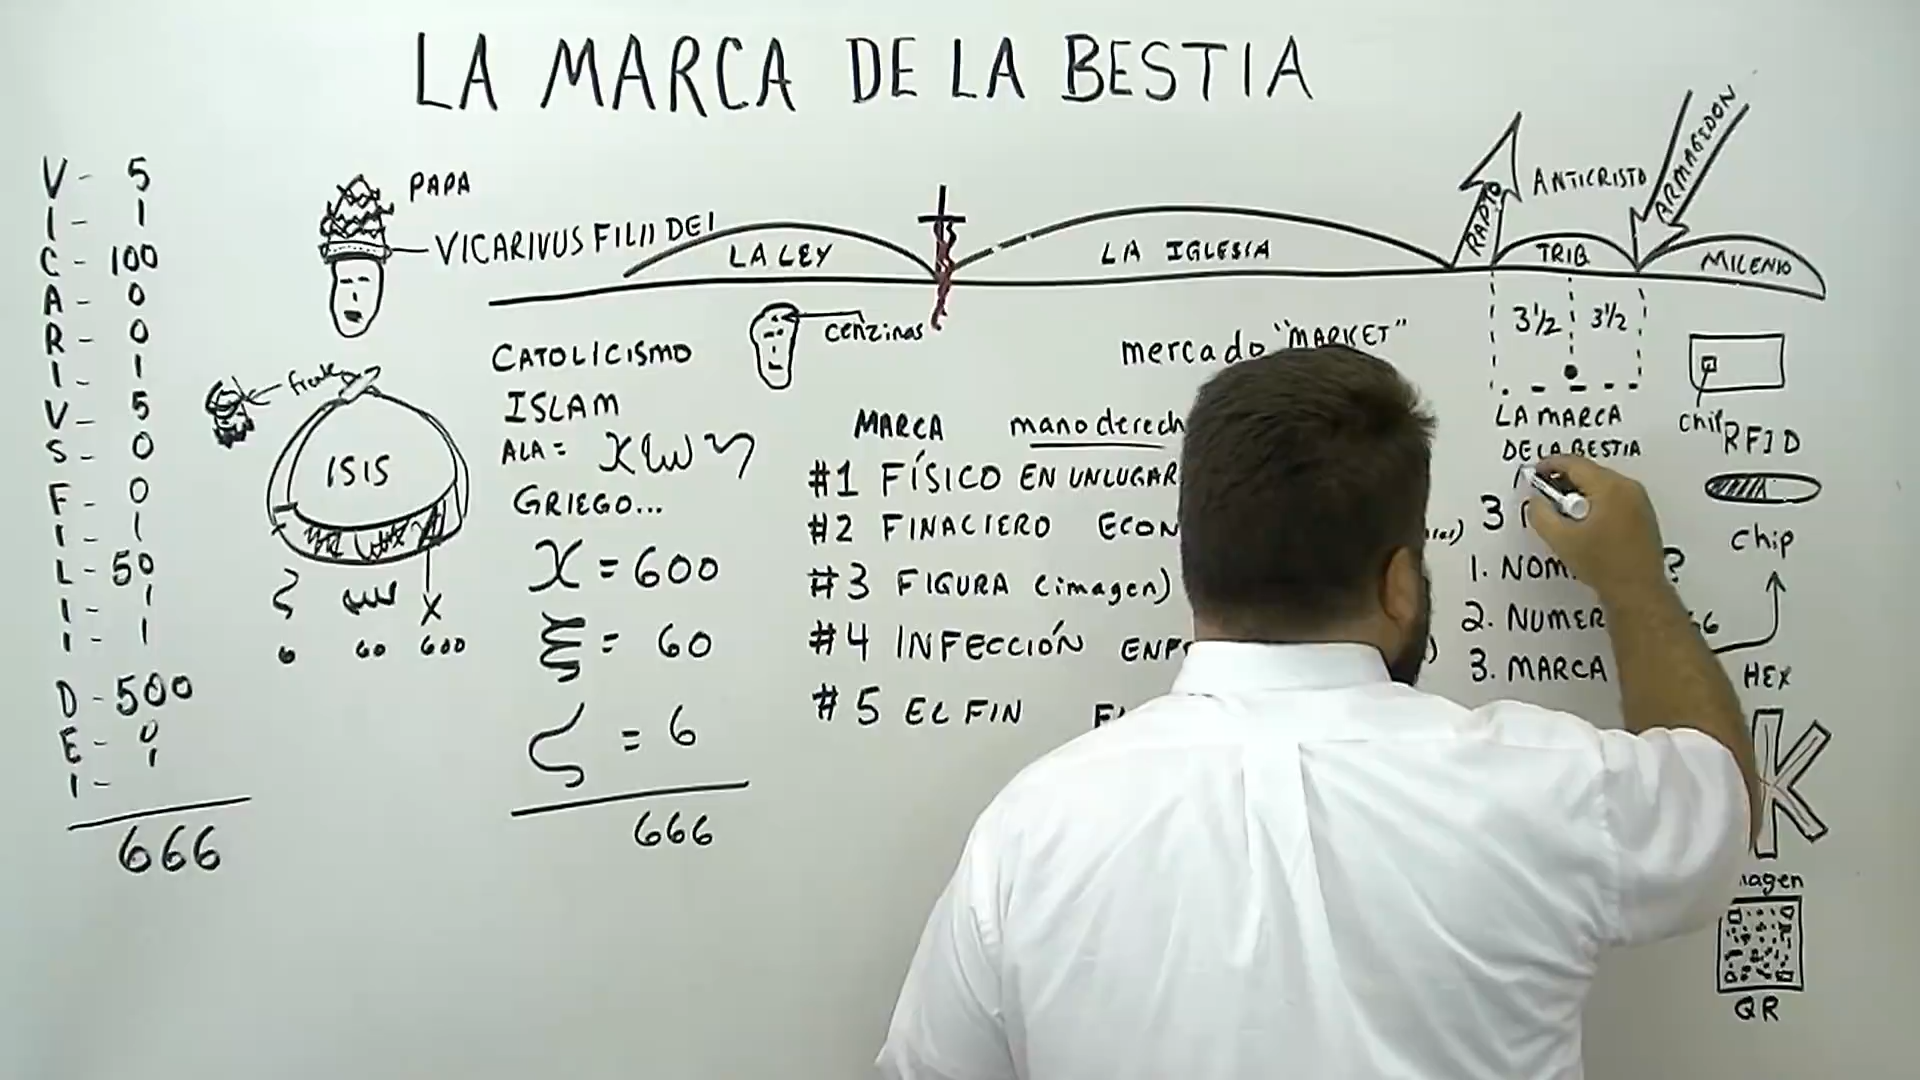 LA MARCA DE LA BESTIA
V - 5
I - 1
C - 100
A - 0
R - 0
I - 1
V - 5
S - 0
F - 0
I - 1
L - 50
I - 1
I - 1
D - 500
E - 0
I - 1
666
PAPA
VICARIVUS FILII DEI
frente
ISIS
X
6 60 600
CATOLICISMO
ISLAM
ALA =
GRIEGO...
X = 600
ξ = 60
ς = 6
666
LA LEY
LA IGLESIA
RAPTO
ANTICRISTO
ARMAGEDON
TRIB
MILENIO
3½ 3½
cenzinas
mercado "MARKET"
MARCA mano derech
#1 FÍSICO EN UN LUGAR
#2 FINACIERO ECON
#3 FIGURA (imagen)
#4 INFECCIÓN ENF
#5 EL FIN
LA MARCA
DE LA BESTIA
3
1. NOM ?
2. NUMER
3. MARCA
chip
RFID
chip
HEX
K
agen
QR